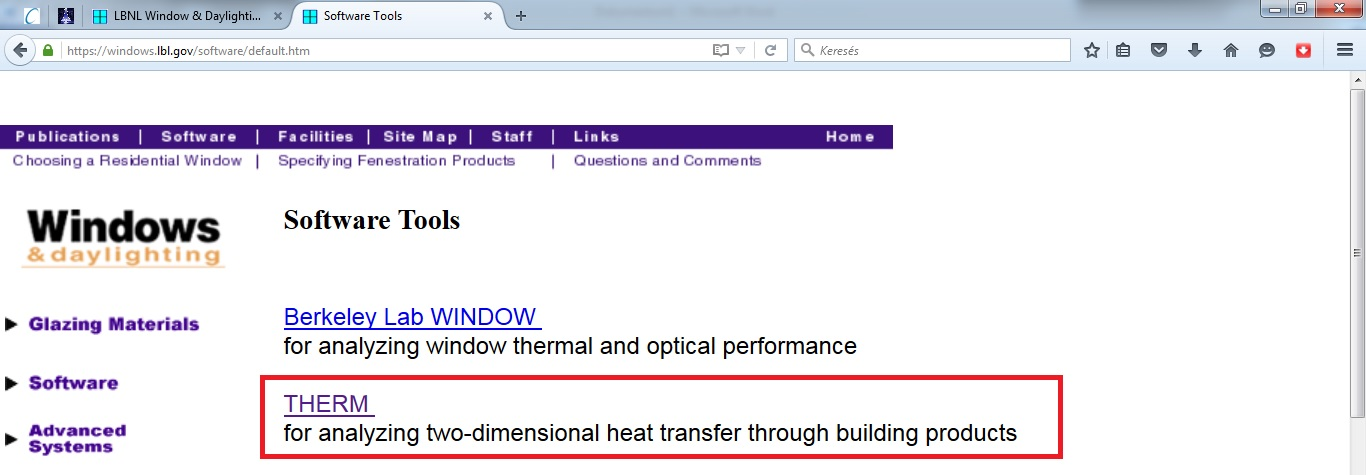 LBNL Window & Daylighti...
Software Tools
https://windows.lbl.gov/software/default.htm
Keresés
Publications | Software | Facilities | Site Map | Staff | Links Home
Choosing a Residential Window | Specifying Fenestration Products | Questions and Comments
Windows
& daylighting
Software Tools
Berkeley Lab WINDOW
for analyzing window thermal and optical performance
Glazing Materials
THERM
for analyzing two-dimensional heat transfer through building products
Software
Advanced
Systems